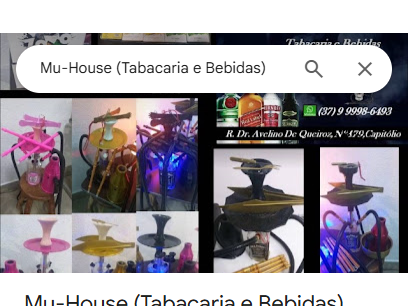 Tabacaria e Bebidas
Mu-House (Tabacaria e Bebidas)
(37) 9 9998-6493
R. Dr. Avelino De Queiroz, N°479, Capitólio
Mu-House (Tabacaria e Bebidas)